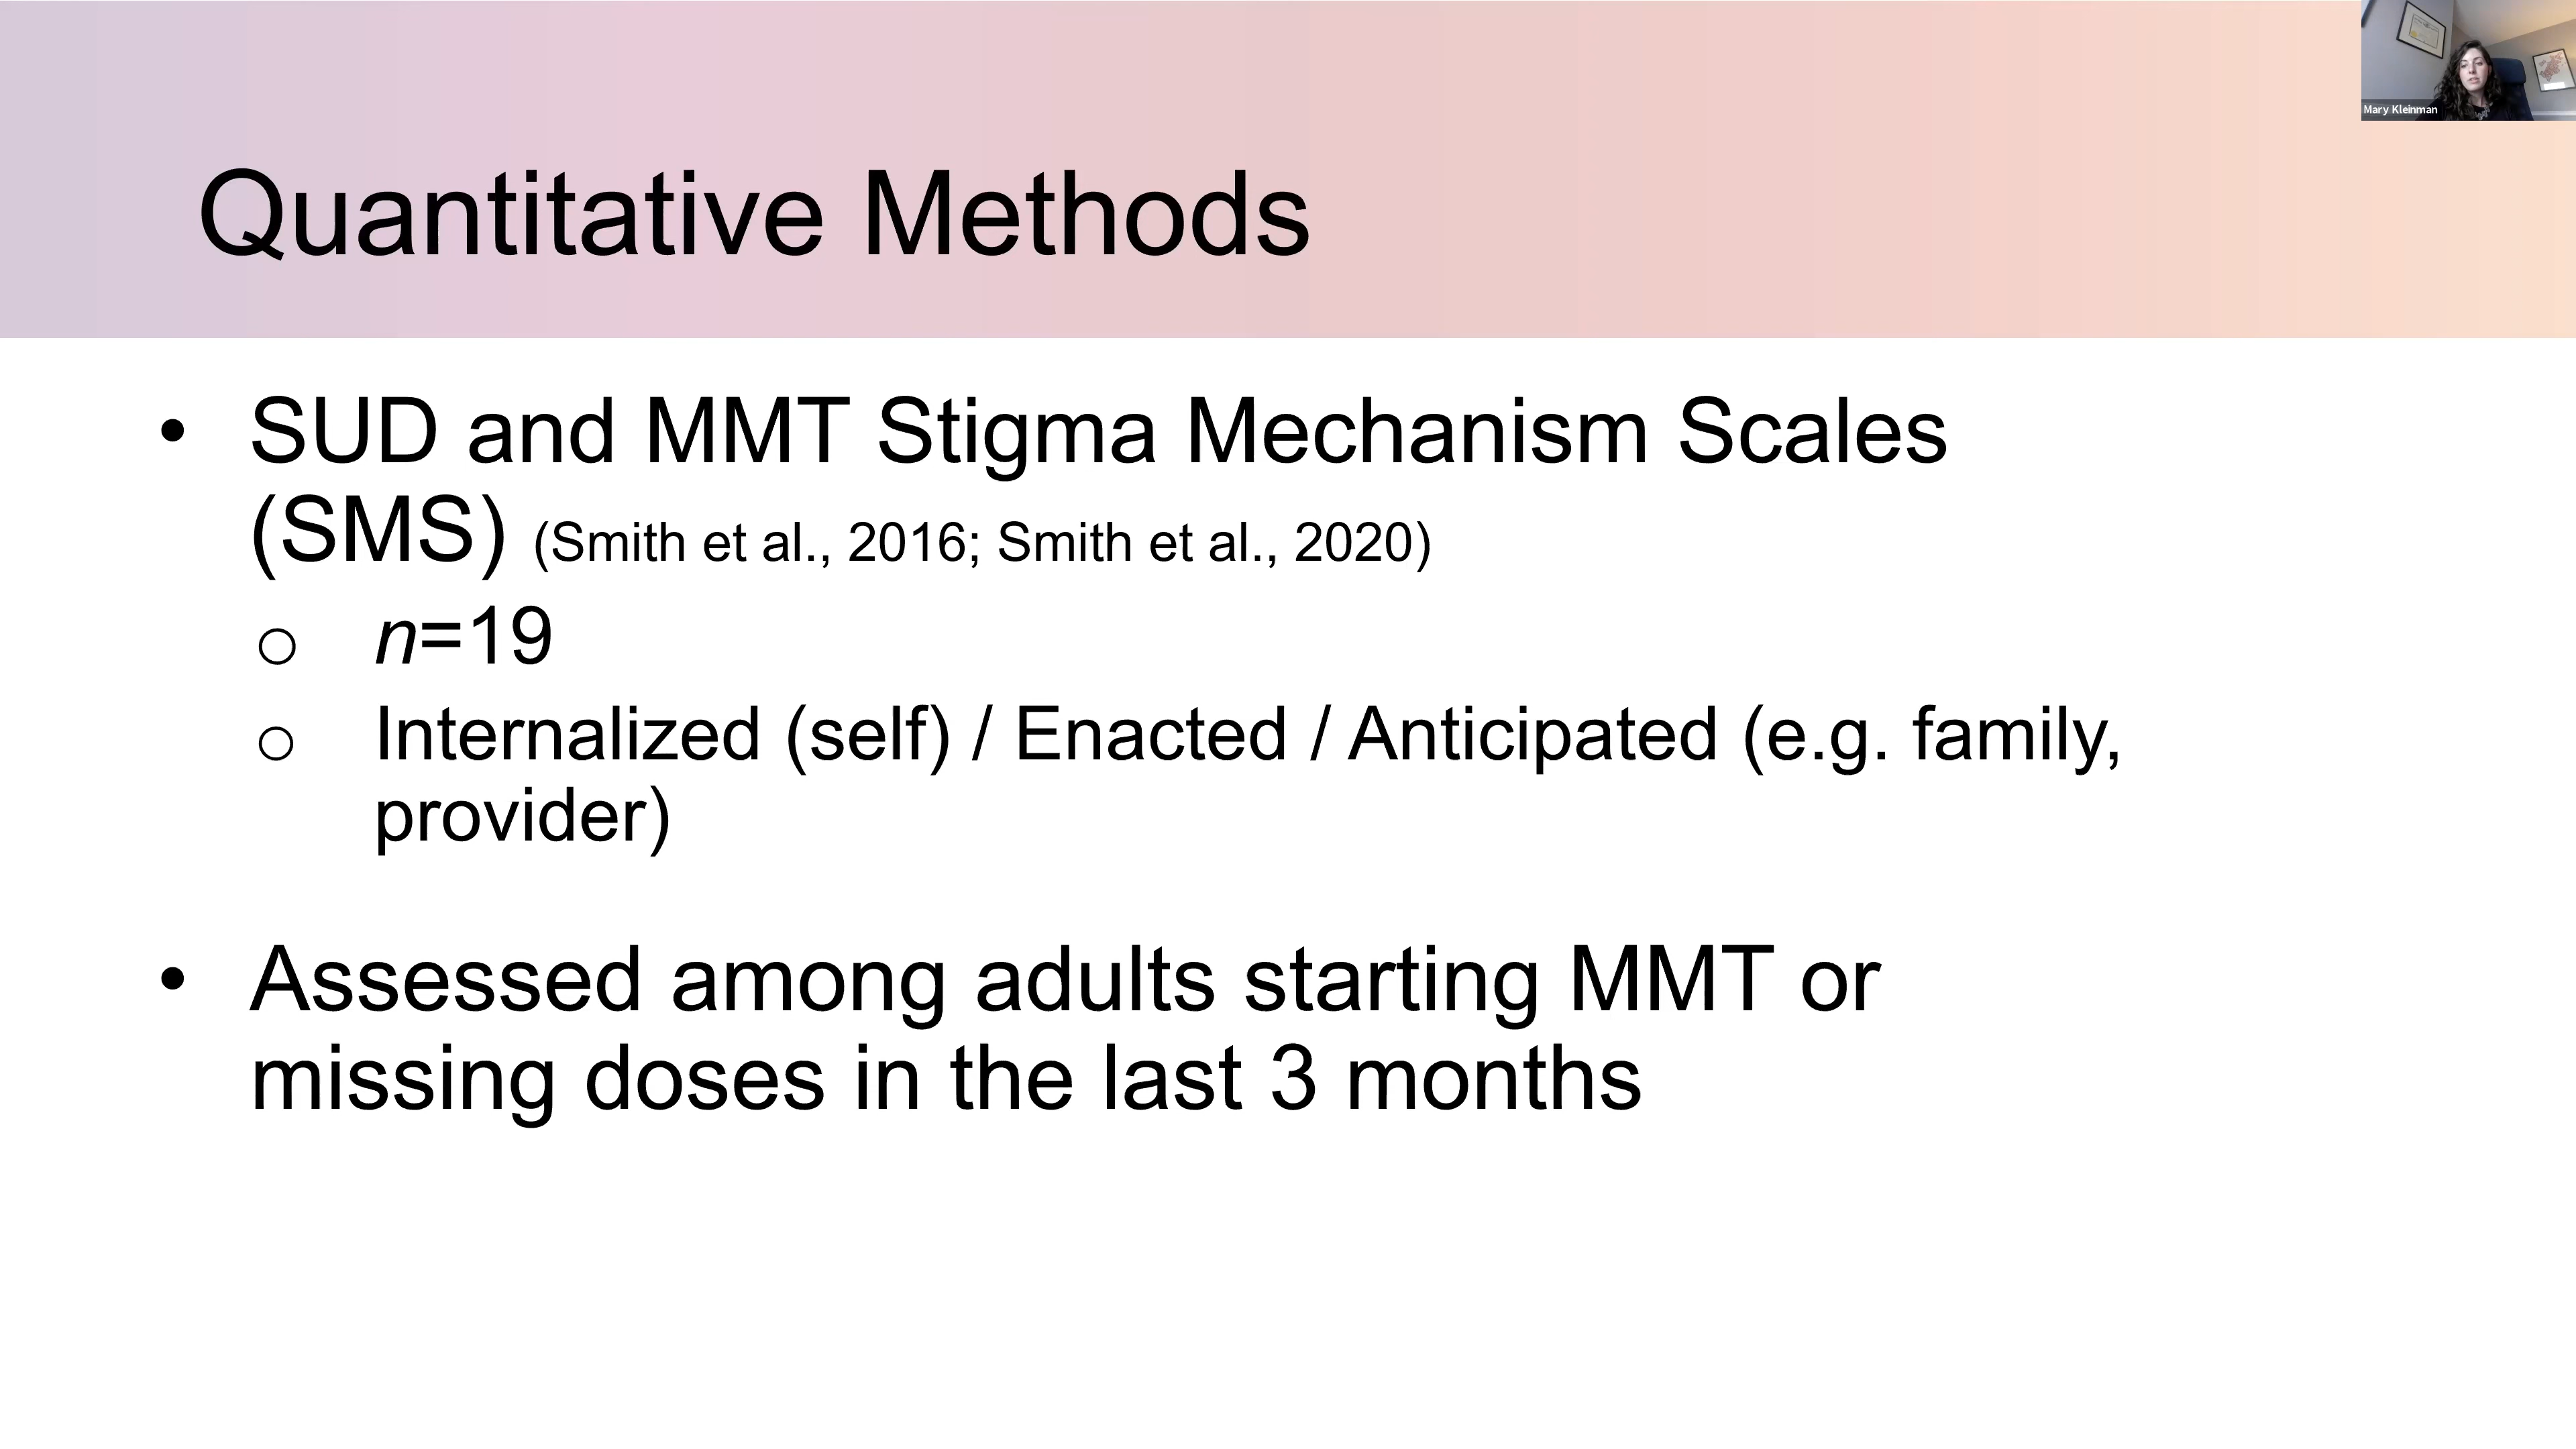 Mary Kleinman
Quantitative Methods
• SUD and MMT Stigma Mechanism Scales
(SMS) (Smith et al., 2016; Smith et al., 2020)
○ n=19
○ Internalized (self) / Enacted / Anticipated (e.g. family,
provider)
• Assessed among adults starting MMT or
missing doses in the last 3 months